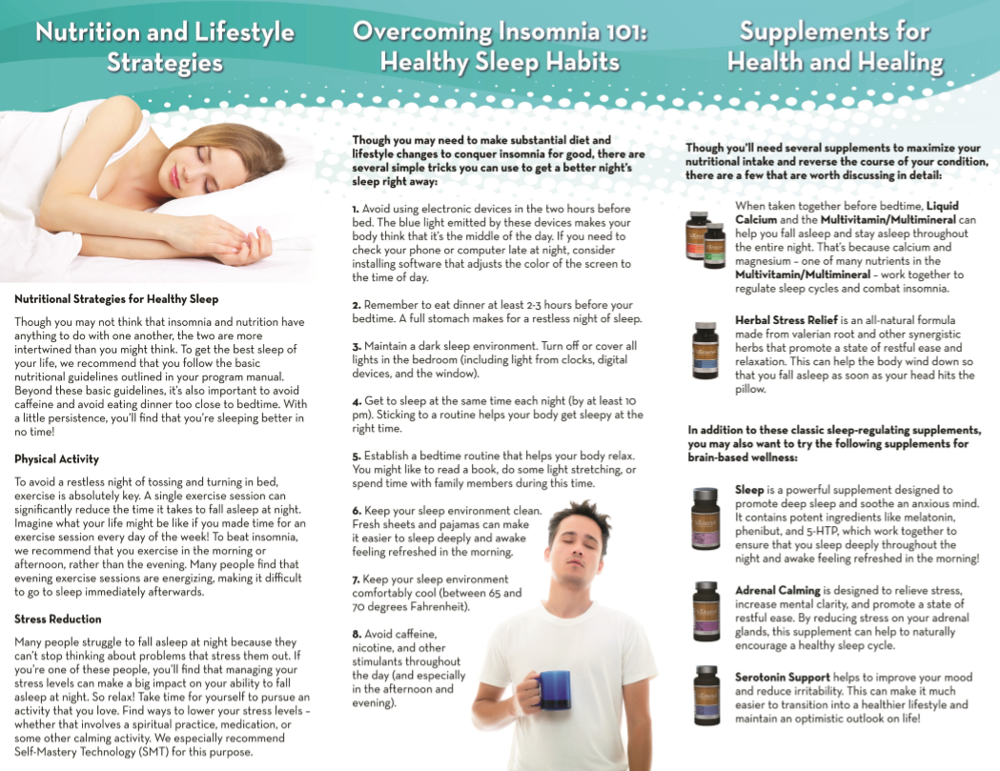 Nutrition and Lifestyle
Strategies
Nutritional Strategies for Healthy Sleep
Though you may not think that insomnia and nutrition have
anything to do with one another, the two are more
intertwined than you might think. To get the best sleep of
your life, we recommend that you follow the basic
nutritional guidelines outlined in your program manual.
Beyond these basic guidelines, it's also important to avoid
caffeine and avoid eating dinner too close to bedtime. With
a little persistence, you'll find that you're sleeping better in
no time!
Physical Activity
To avoid a restless night of tossing and turning in bed,
exercise is absolutely key. A single exercise session can
significantly reduce the time it takes to fall asleep at night.
Imagine what your life might be like if you made time for an
exercise session every day of the week! To beat insomnia,
we recommend that you exercise in the morning or
afternoon, rather than the evening. Many people find that
evening exercise sessions are energizing, making it difficult
to go to sleep immediately afterwards.
Stress Reduction
Many people struggle to fall asleep at night because they
can't stop thinking about problems that stress them out. If
you're one of these people, you'll find that managing your
stress levels can make a big impact on your ability to fall
asleep at night. So relax! Take time for yourself to pursue an
activity that you love. Find ways to lower your stress levels –
whether that involves a spiritual practice, medication, or
some other calming activity. We especially recommend
Self-Mastery Technology (SMT) for this purpose.
Overcoming Insomnia 101:
Healthy Sleep Habits
Though you may need to make substantial diet and
lifestyle changes to conquer insomnia for good, there are
several simple tricks you can use to get a better night's
sleep right away:
1. Avoid using electronic devices in the two hours before
bed. The blue light emitted by these devices makes your
body think that it's the middle of the day. If you need to
check your phone or computer late at night, consider
installing software that adjusts the color of the screen to
the time of day.
2. Remember to eat dinner at least 2-3 hours before your
bedtime. A full stomach makes for a restless night of sleep.
3. Maintain a dark sleep environment. Turn off or cover all
lights in the bedroom (including light from clocks, digital
devices, and the window).
4. Get to sleep at the same time each night (by at least 10
pm). Sticking to a routine helps your body get sleepy at the
right time.
5. Establish a bedtime routine that helps your body relax.
You might like to read a book, do some light stretching, or
spend time with family members during this time.
6. Keep your sleep environment clean.
Fresh sheets and pajamas can make
it easier to sleep deeply and awake
feeling refreshed in the morning.
7. Keep your sleep environment
comfortably cool (between 65 and
70 degrees Fahrenheit).
8. Avoid caffeine,
nicotine, and other
stimulants throughout
the day (and especially
in the afternoon and
evening).
Supplements for
Health and Healing
Though you'll need several supplements to maximize your
nutritional intake and reverse the course of your condition,
there are a few that are worth discussing in detail:
When taken together before bedtime, Liquid
Calcium and the Multivitamin/Multimineral can
help you fall asleep and stay asleep throughout
the entire night. That's because calcium and
magnesium – one of many nutrients in the
Multivitamin/Multimineral – work together to
regulate sleep cycles and combat insomnia.
Herbal Stress Relief is an all-natural formula
made from valerian root and other synergistic
herbs that promote a state of restful ease and
relaxation. This can help the body wind down so
that you fall asleep as soon as your head hits the
pillow.
In addition to these classic sleep-regulating supplements,
you may also want to try the following supplements for
brain-based wellness:
Sleep is a powerful supplement designed to
promote deep sleep and soothe an anxious mind.
It contains potent ingredients like melatonin,
phenibut, and 5-HTP, which work together to
ensure that you sleep deeply throughout the
night and awake feeling refreshed in the morning!
Adrenal Calming is designed to relieve stress,
increase mental clarity, and promote a state of
restful ease. By reducing stress on your adrenal
glands, this supplement can help to naturally
encourage a healthy sleep cycle.
Serotonin Support helps to improve your mood
and reduce irritability. This can make it much
easier to transition into a healthier lifestyle and
maintain an optimistic outlook on life!